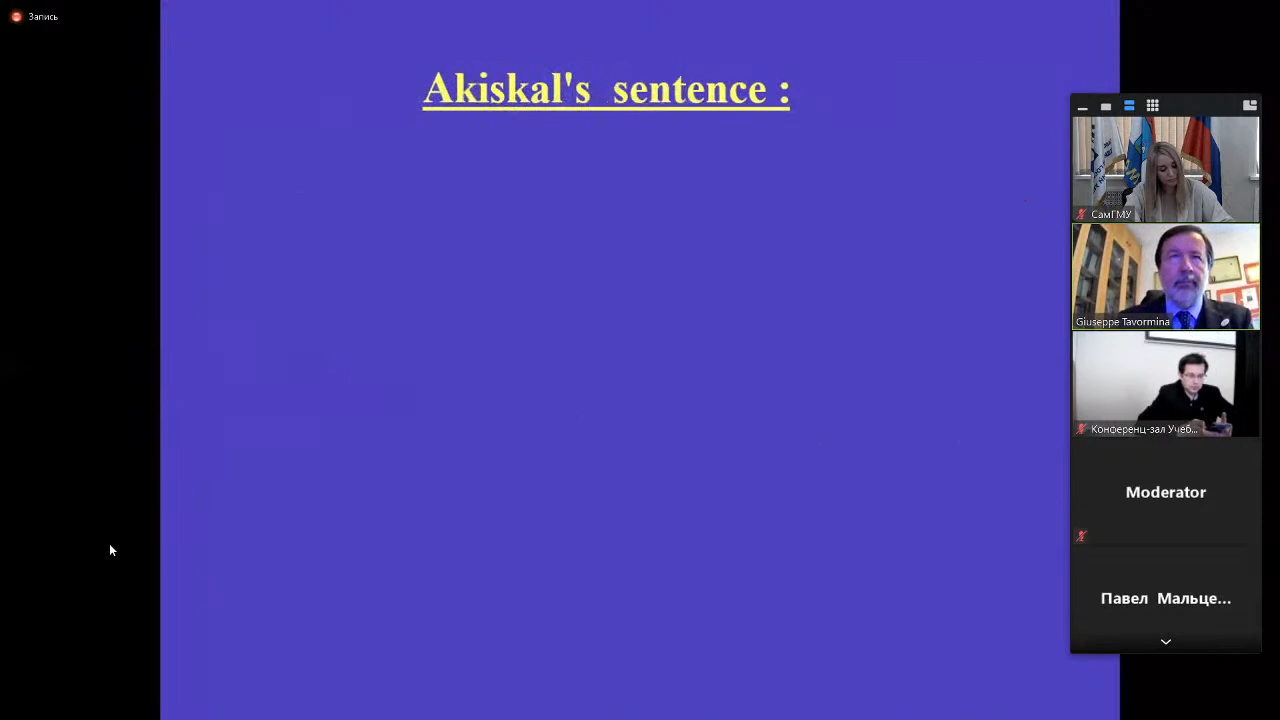 Запись
Akiskal's sentence :
СамГМУ
Giuseppe Tavormina
Конференц-зал Учеб...
Moderator
Павел Мальце...